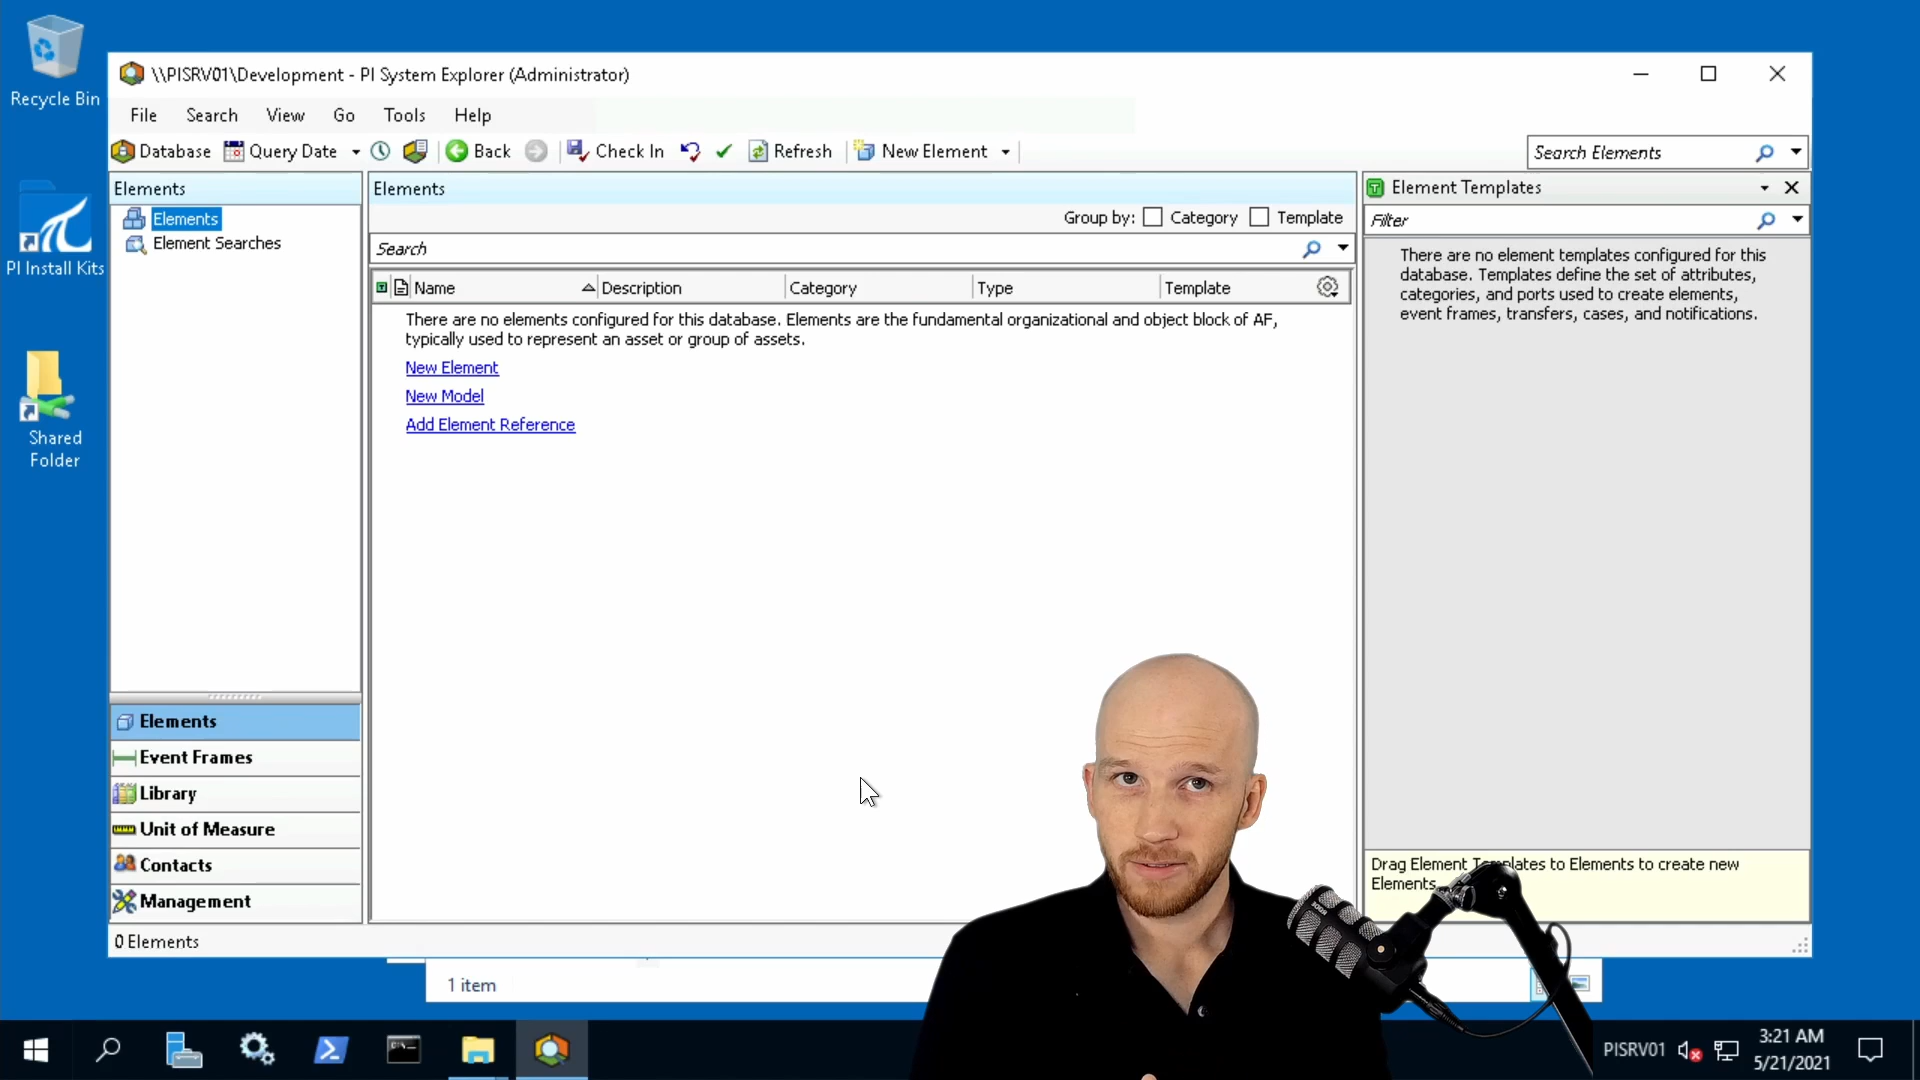 Recycle Bin
PI Install Kits
Shared
Folder
\\PISRV01\Development - PI System Explorer (Administrator)
File Search View Go Tools Help
Database Query Date Back Check In Refresh New Element
Search Elements
Elements
Elements
Element Searches
Elements
Event Frames
Library
Unit of Measure
Contacts
Management
0 Elements
Elements
Group by: Category Template
Search
Name Description Category Type Template
There are no elements configured for this database. Elements are the fundamental organizational and object block of AF,
typically used to represent an asset or group of assets.
New Element
New Model
Add Element Reference
Element Templates
Filter
There are no element templates configured for this
database. Templates define the set of attributes,
categories, and ports used to create elements,
event frames, transfers, cases, and notifications.
Drag Element Templates to Elements to create new
Elements.
1 item
PISRV01
3:21 AM
5/21/2021